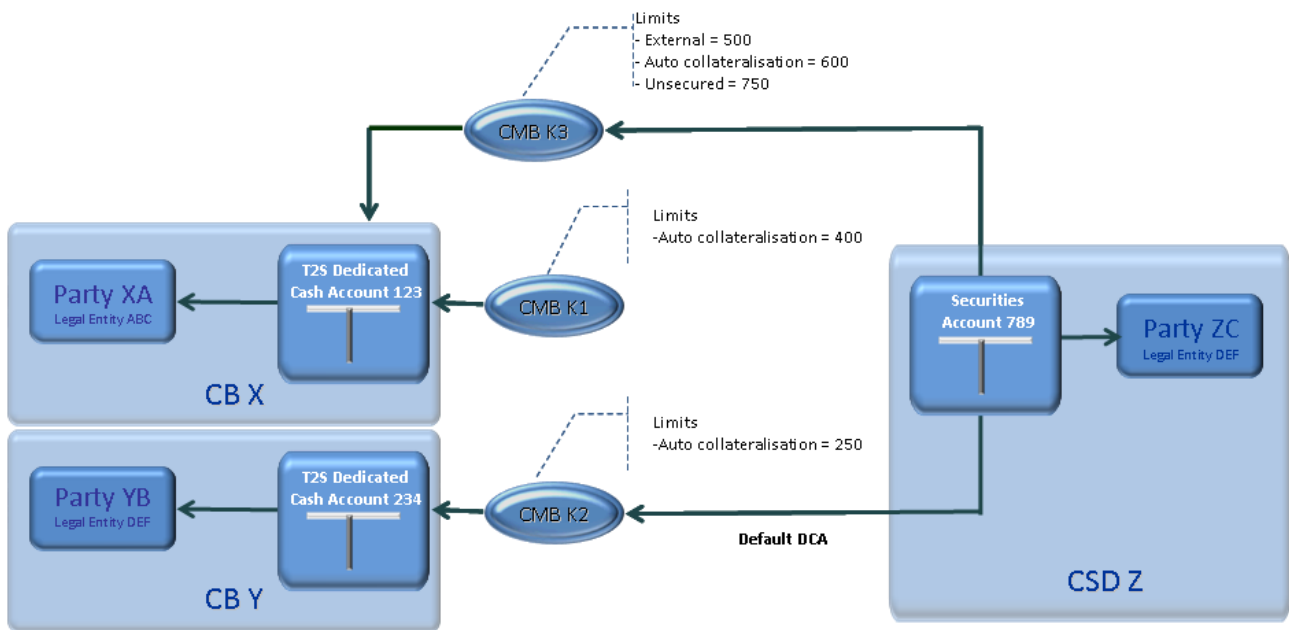 Limits
- External = 500
- Auto collateralisation = 600
- Unsecured = 750
CMB K3
Limits
-Auto collateralisation = 400
T2S Dedicated
Cash Account 123
Party XA
Legal Entity ABC
CMB K1
CB X
Securities
Account 789
Party ZC
Legal Entity DEF
Limits
-Auto collateralisation = 250
T2S Dedicated
Cash Account 234
Party YB
Legal Entity DEF
CMB K2
Default DCA
CB Y
CSD Z